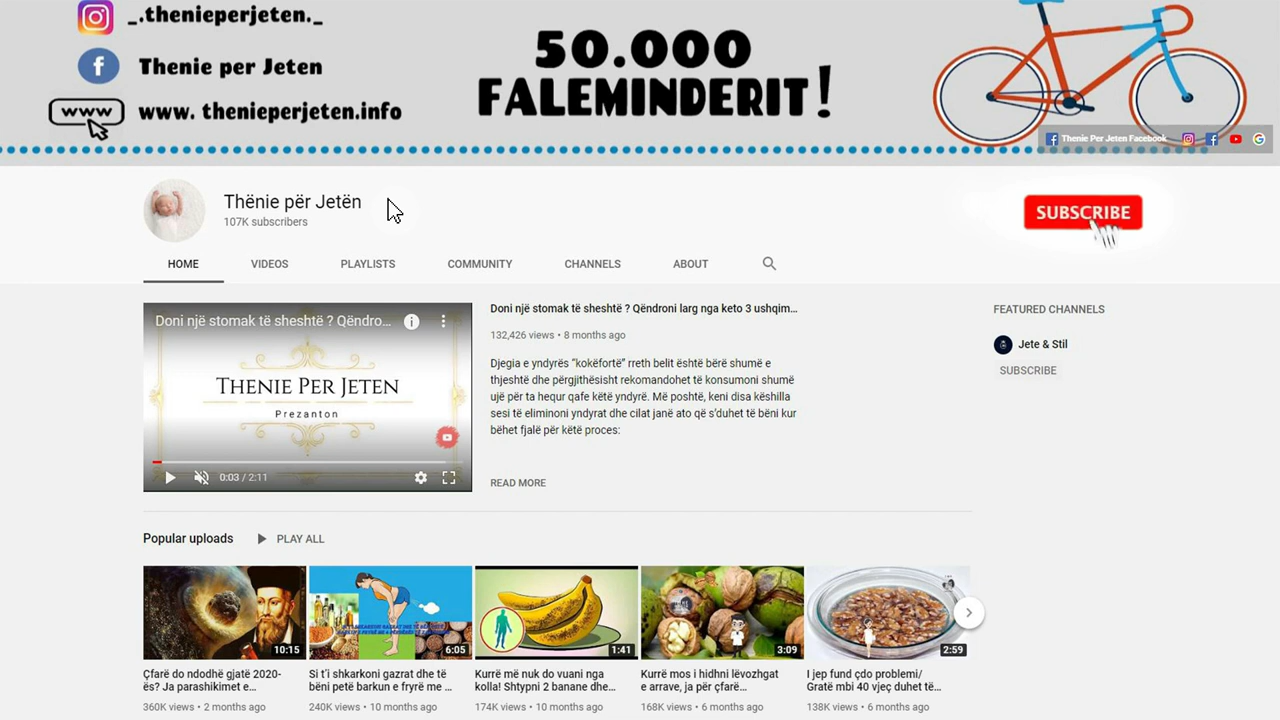 _.thenieperjeten._
Thenie per Jeten
www
www. thenieperjeten.info
50.000
FALEMINDERIT!
Thenie Per Jeten Facebook
Thënie për Jetën
107K subscribers
SUBSCRIBE
HOME
VIDEOS
PLAYLISTS
COMMUNITY
CHANNELS
ABOUT
Doni një stomak të sheshtë ? Qëndro...
THENIE PER JETEN
Prezanton
0:03 / 2:11
Doni një stomak të sheshtë ? Qëndroni larg nga keto 3 ushqim...
132,426 views • 8 months ago
Djegia e yndyrës "kokëfortë" rreth belit është bërë shumë e
thjeshtë dhe përgjithësisht rekomandohet të konsumoni shumë
ujë për ta hequr qafe këtë yndyrë. Më poshtë, keni disa këshilla
sesi të eliminoni yndyrat dhe cilat janë ato që s'duhet të bëni kur
bëhet fjalë për këtë proces:
READ MORE
FEATURED CHANNELS
Jete & Stil
SUBSCRIBE
Popular uploads
PLAY ALL
10:15
6:05
1:41
3:09
2:59
Çfarë do ndodhë gjatë 2020-
ës? Ja parashikimet e...
360K views • 2 months ago
Si t'i shkarkoni gazrat dhe të
bëni petë barkun e fryrë me ...
240K views • 10 months ago
Kurrë më nuk do vuani nga
kolla! Shtypni 2 banane dhe...
174K views • 10 months ago
Kurrë mos i hidhni lëvozhgat
e arrave, ja për çfarë...
168K views • 6 months ago
I jep fund çdo problemi/
Gratë mbi 40 vjeç duhet të...
138K views • 6 months ago